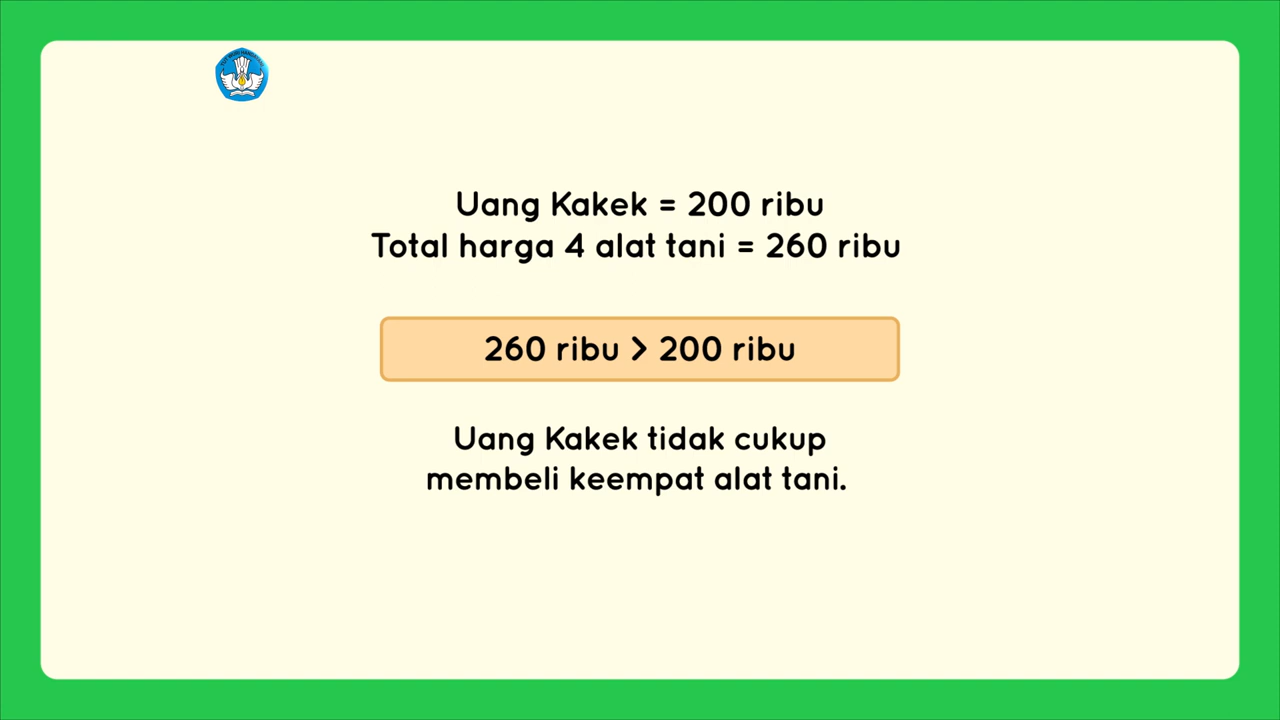 Uang Kakek = 200 ribu
Total harga 4 alat tani = 260 ribu
260 ribu > 200 ribu
Uang Kakek tidak cukup
membeli keempat alat tani.